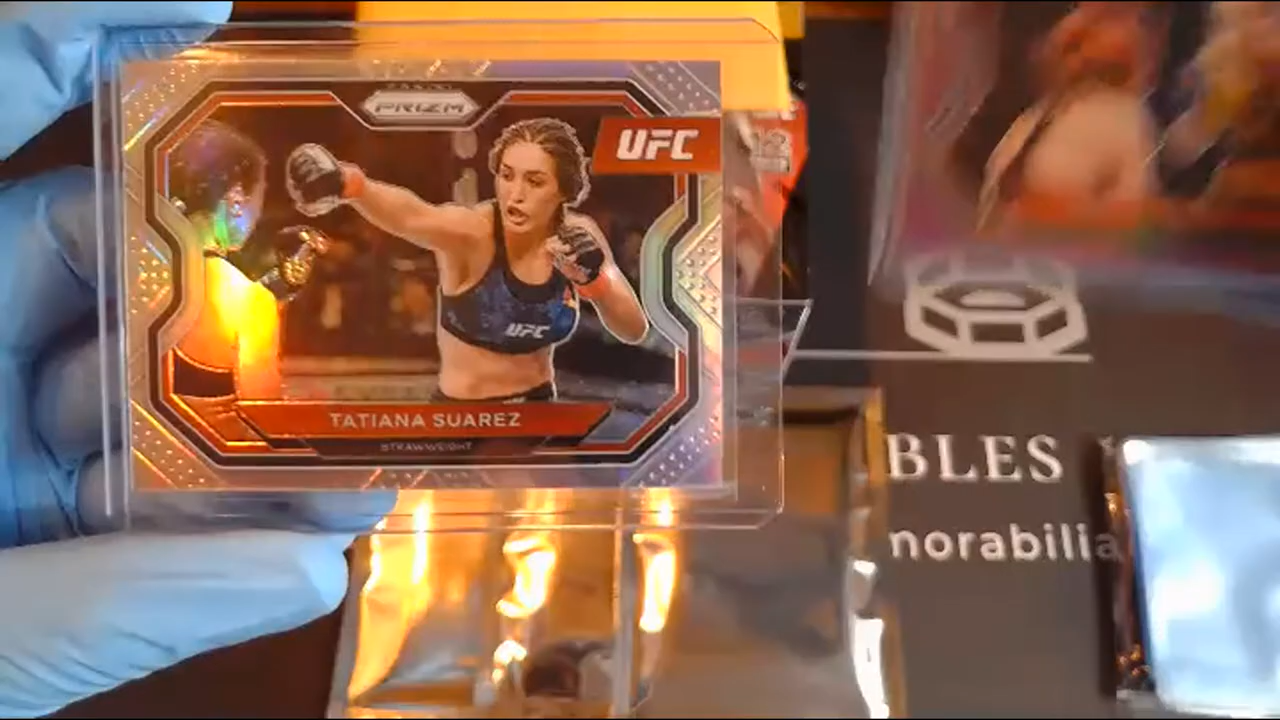 PRIZM
UFC
UFC
TATIANA SUAREZ
STRAWWEIGHT
BLES
norabilia